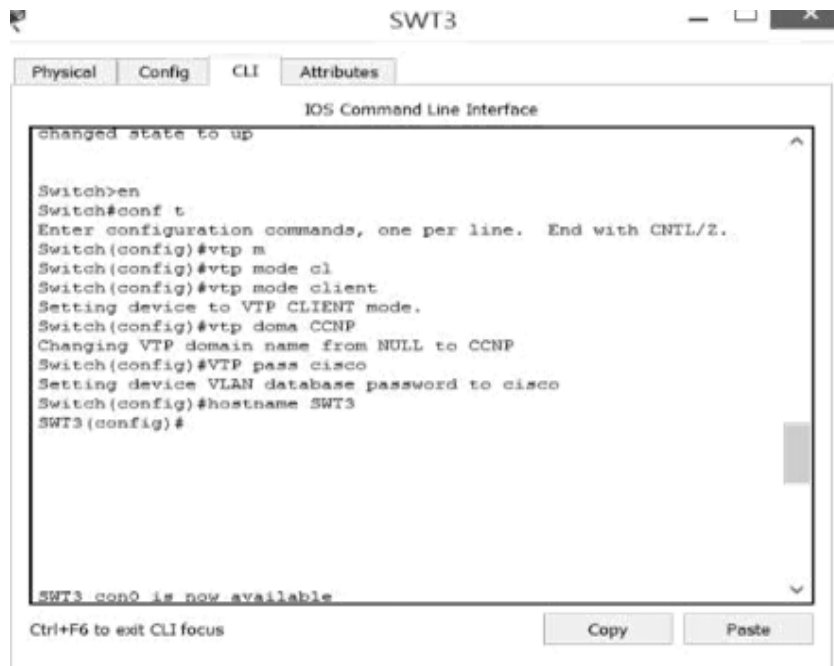 SWT3
Physical Config CLI Attributes
IOS Command Line Interface
changed state to up
Switch>en
Switch#conf t
Enter configuration commands, one per line. End with CNTL/Z.
Switch(config)#vtp m
Switch(config)#vtp mode cl
Switch(config)#vtp mode client
Setting device to VTP CLIENT mode.
Switch(config)#vtp doma CCNP
Changing VTP domain name from NULL to CCNP
Switch(config)#VTP pass cisco
Setting device VLAN database password to cisco
Switch(config)#hostname SWT3
SWT3(config)#
SWT3 con0 is now available
Ctrl+F6 to exit CLI focus
Copy Paste